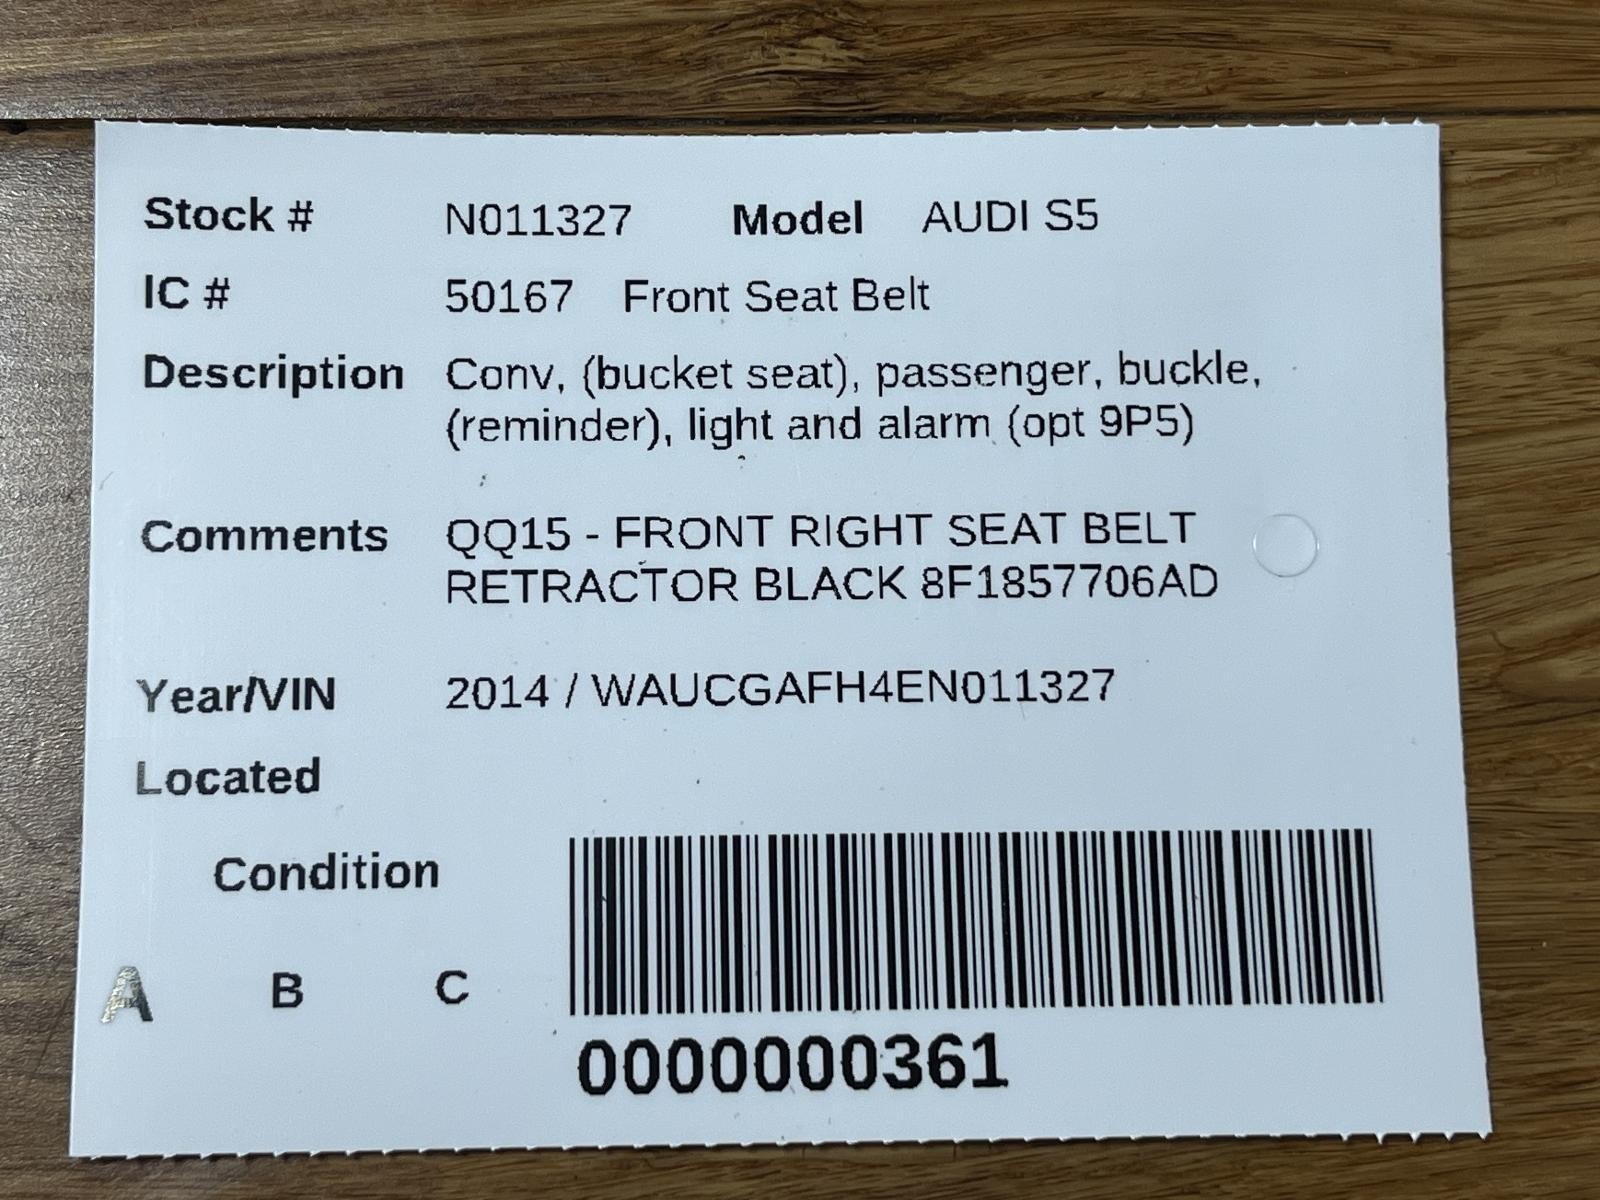 Stock # N011327 Model AUDI S5
IC # 50167 Front Seat Belt
Description Conv, (bucket seat), passenger, buckle,
(reminder), light and alarm (opt 9P5)
Comments QQ15 - FRONT RIGHT SEAT BELT
RETRACTOR BLACK 8F1857706AD
Year/VIN 2014 / WAUCGAFH4EN011327
Located
Condition
A B C
0000000361